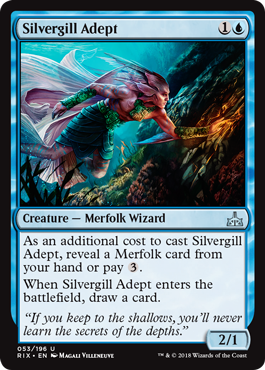 Silvergill Adept 1
Creature — Merfolk Wizard
As an additional cost to cast Silvergill
Adept, reveal a Merfolk card from
your hand or pay 3.
When Silvergill Adept enters the
battlefield, draw a card.
"If you keep to the shallows, you'll never
learn the secrets of the depths."
2/1
053/196 U
RIX • EN Magali Villeneuve
™ & © 2018 Wizards of the Coast